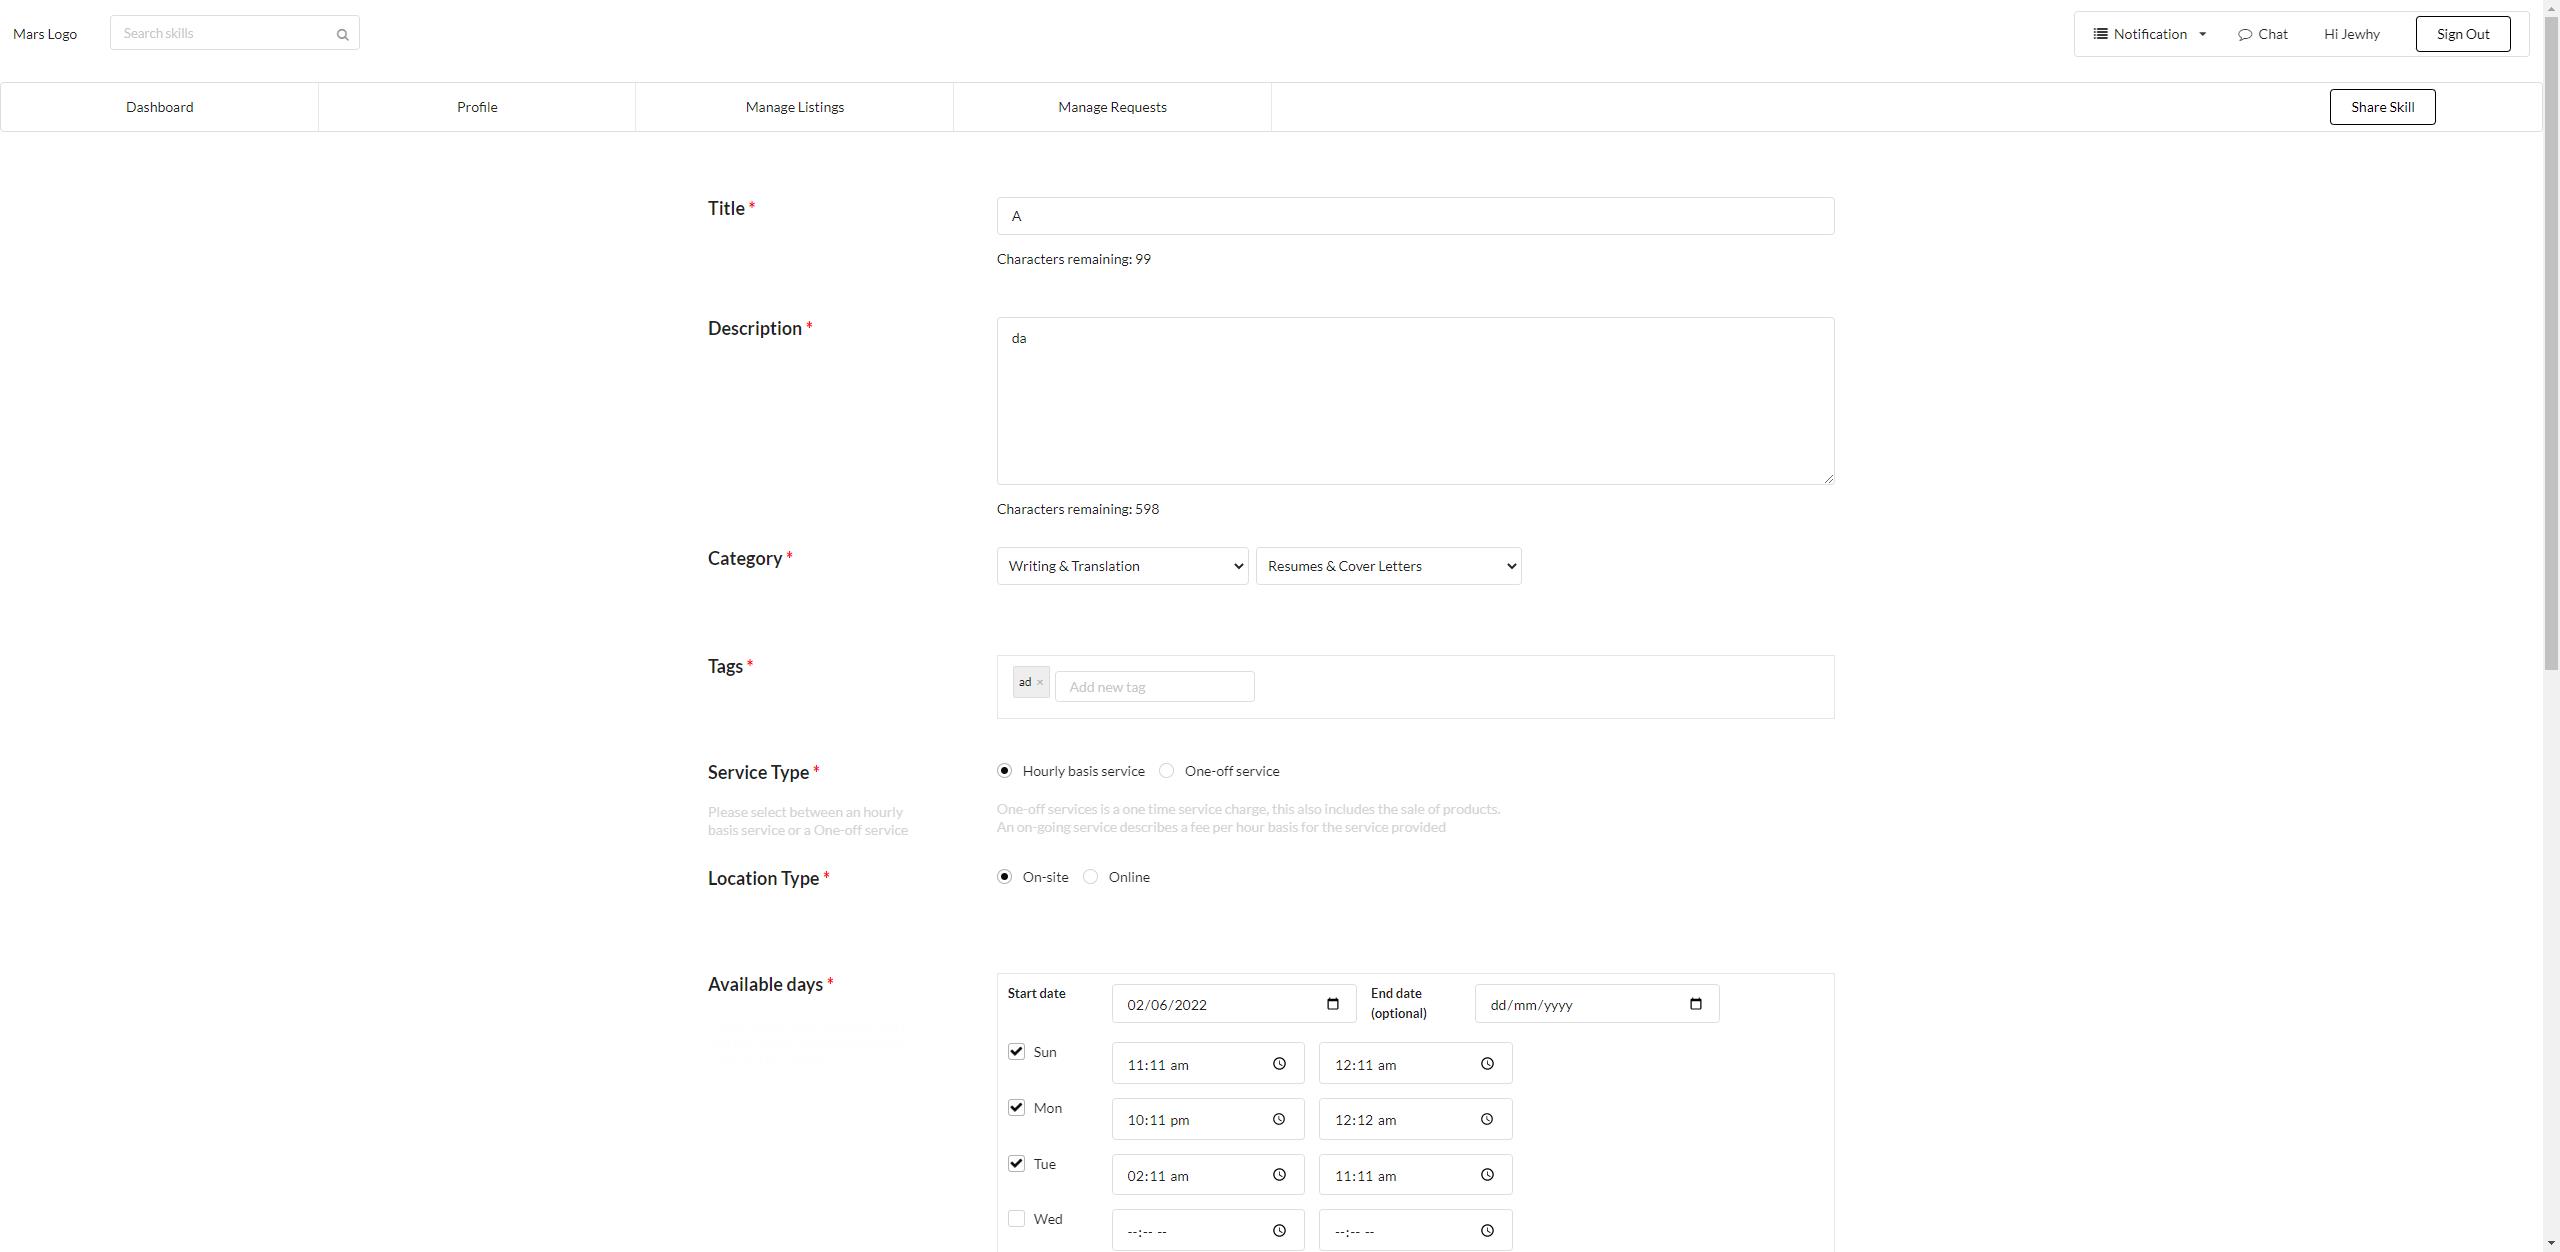 Mars Logo Search skills Notification Chat Hi Jewhy Sign Out
Dashboard Profile Manage Listings Manage Requests Share Skill
Title * A
Characters remaining: 99
Description * da
Characters remaining: 598
Category * Writing & Translation Resumes & Cover Letters
Tags * ad × Add new tag
Service Type * Hourly basis service One-off service
Please select between an hourly
basis service or a One-off service
One-off services is a one time service charge, this also includes the sale of products.
An on-going service describes a fee per hour basis for the service provided
Location Type * On-site Online
Available days *
Start date 02/06/2022 End date
(optional) dd/mm/yyyy
Sun 11:11 am 12:11 am
Mon 10:11 pm 12:12 am
Tue 02:11 am 11:11 am
Wed --:-- -- --:-- --